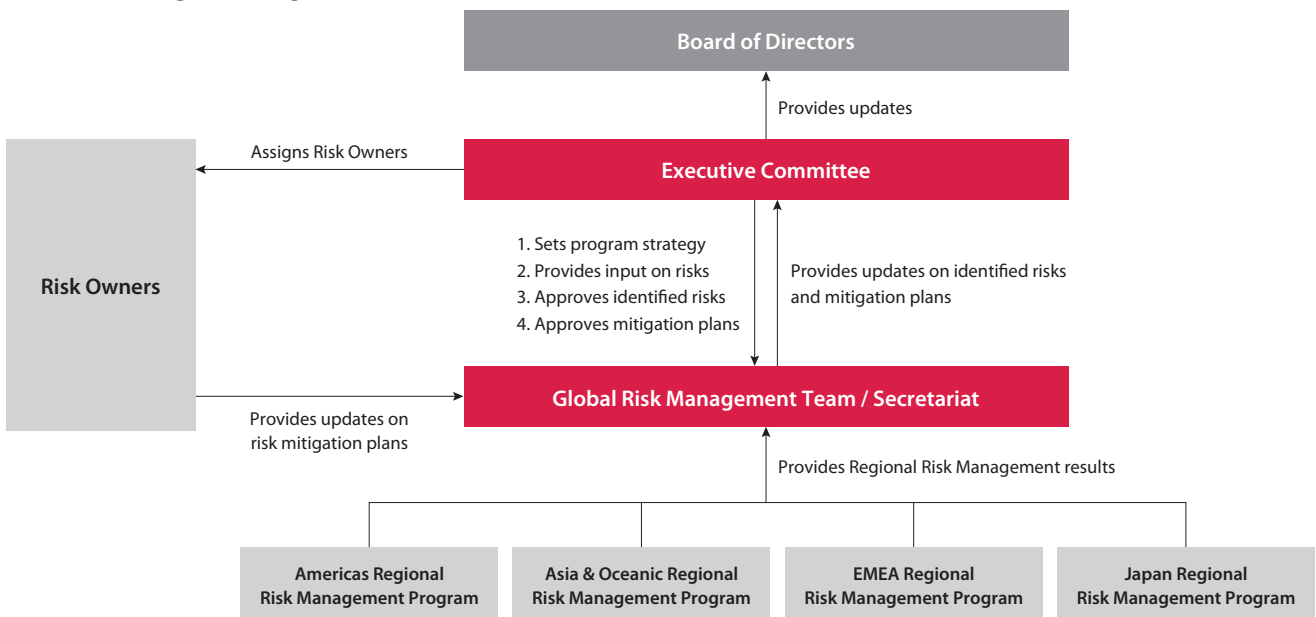 Board of Directors
Provides updates
Assigns Risk Owners
Executive Committee
Risk Owners
1. Sets program strategy
2. Provides input on risks
3. Approves identified risks
4. Approves mitigation plans
Provides updates on identified risks
and mitigation plans
Global Risk Management Team / Secretariat
Provides updates on
risk mitigation plans
Provides Regional Risk Management results
Americas Regional
Risk Management Program
Asia & Oceanic Regional
Risk Management Program
EMEA Regional
Risk Management Program
Japan Regional
Risk Management Program